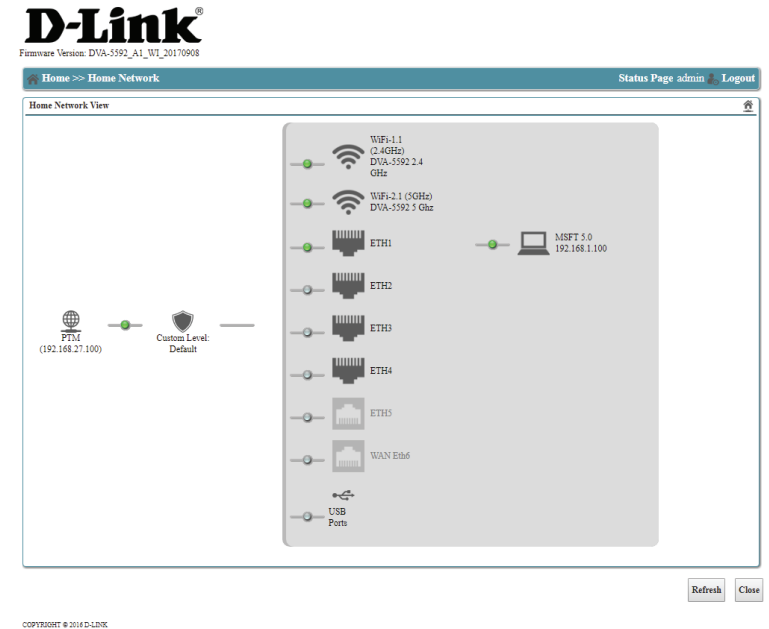 D-Link®
Firmware Version: DVA-5592_A1_WI_20170908
Home >> Home Network
Status Page admin Logout
Home Network View
WiFi-1.1
(2.4GHz)
DVA-5592 2.4
GHz
WiFi-2.1 (5GHz)
DVA-5592 5 Ghz
ETH1
MSFT 5.0
192.168.1.100
ETH2
ETH3
PTM
(192.168.27.100)
Custom Level:
Default
ETH4
ETH5
WAN Eth6
USB
Ports
Refresh
Close
COPYRIGHT © 2016 D-LINK